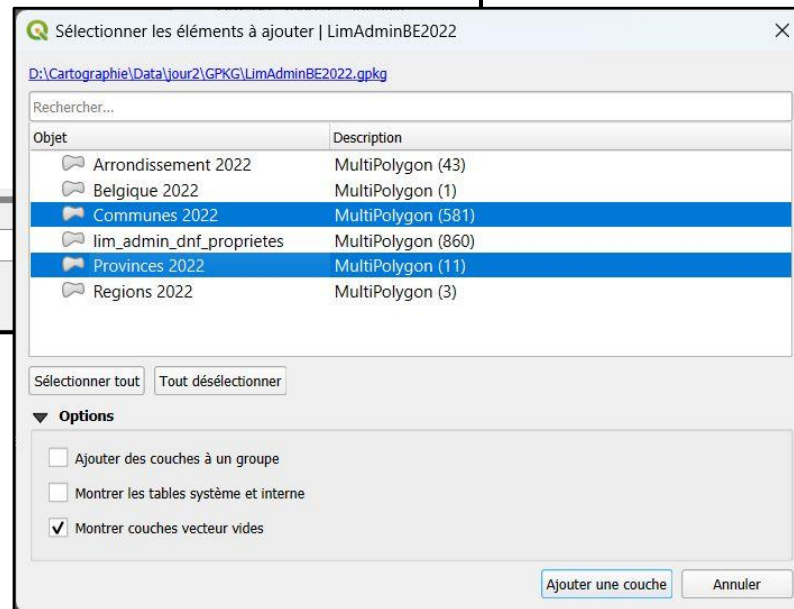 Sélectionner les éléments à ajouter | LimAdminBE2022
D:\Cartographie\Data\jour2\GPKG\LimAdminBE2022.gpkg
Rechercher...
Objet Description
Arrondissement 2022 MultiPolygon (43)
Belgique 2022 MultiPolygon (1)
Communes 2022 MultiPolygon (581)
lim_admin_dnf_proprietes MultiPolygon (860)
Provinces 2022 MultiPolygon (11)
Regions 2022 MultiPolygon (3)
Sélectionner tout Tout désélectionner
Options
Ajouter des couches à un groupe
Montrer les tables système et interne
Montrer couches vecteur vides
Ajouter une couche Annuler